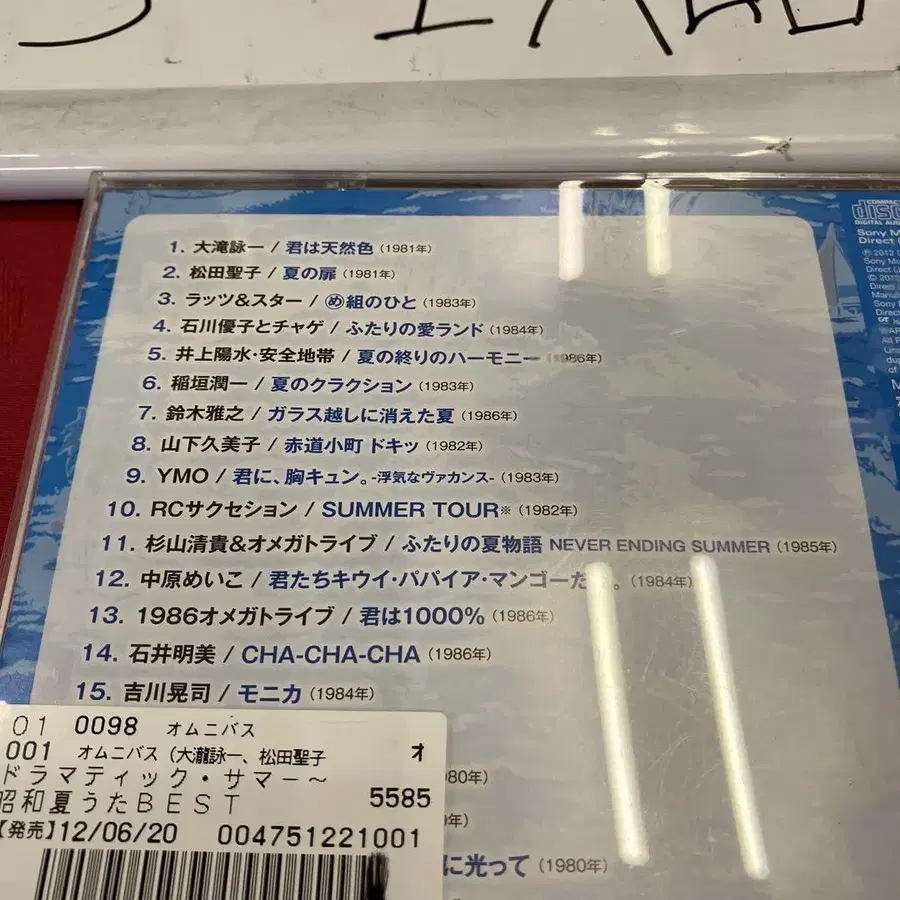 COMPACT
disc
DIGITAL AUDIO
Sony M
Direct (
1. 大滝詠一 / 君は天然色 (1981年)
2. 松田聖子 / 夏の扉 (1981年)
3. ラッツ&スター / め組のひと (1983年)
4. 石川優子とチャゲ / ふたりの愛ランド (1984年)
5. 井上陽水・安全地帯 / 夏の終りのハーモニー (1986年)
6. 稲垣潤一 / 夏のクラクション (1983年)
7. 鈴木雅之 / ガラス越しに消えた夏 (1986年)
8. 山下久美子 / 赤道小町 ドキッ (1982年)
9. YMO / 君に、胸キュン。-浮気なヴァカンス- (1983年)
10. RCサクセション / SUMMER TOUR※ (1982年)
11. 杉山清貴&オメガトライブ / ふたりの夏物語 NEVER ENDING SUMMER (1985年)
12. 中原めいこ / 君たちキウイ・パパイア・マンゴーだ。 (1984年)
13. 1986オメガトライブ / 君は1000% (1986年)
14. 石井明美 / CHA-CHA-CHA (1986年)
15. 吉川晃司 / モニカ (1984年)
80年)
年)
に光って (1980年)
01 0098 オムニバス
001 オムニバス (大瀧詠一、松田聖子 オ
ドラマティック・サマー〜
昭和夏うたBEST 5585
【発売】12/06/20 004751221001